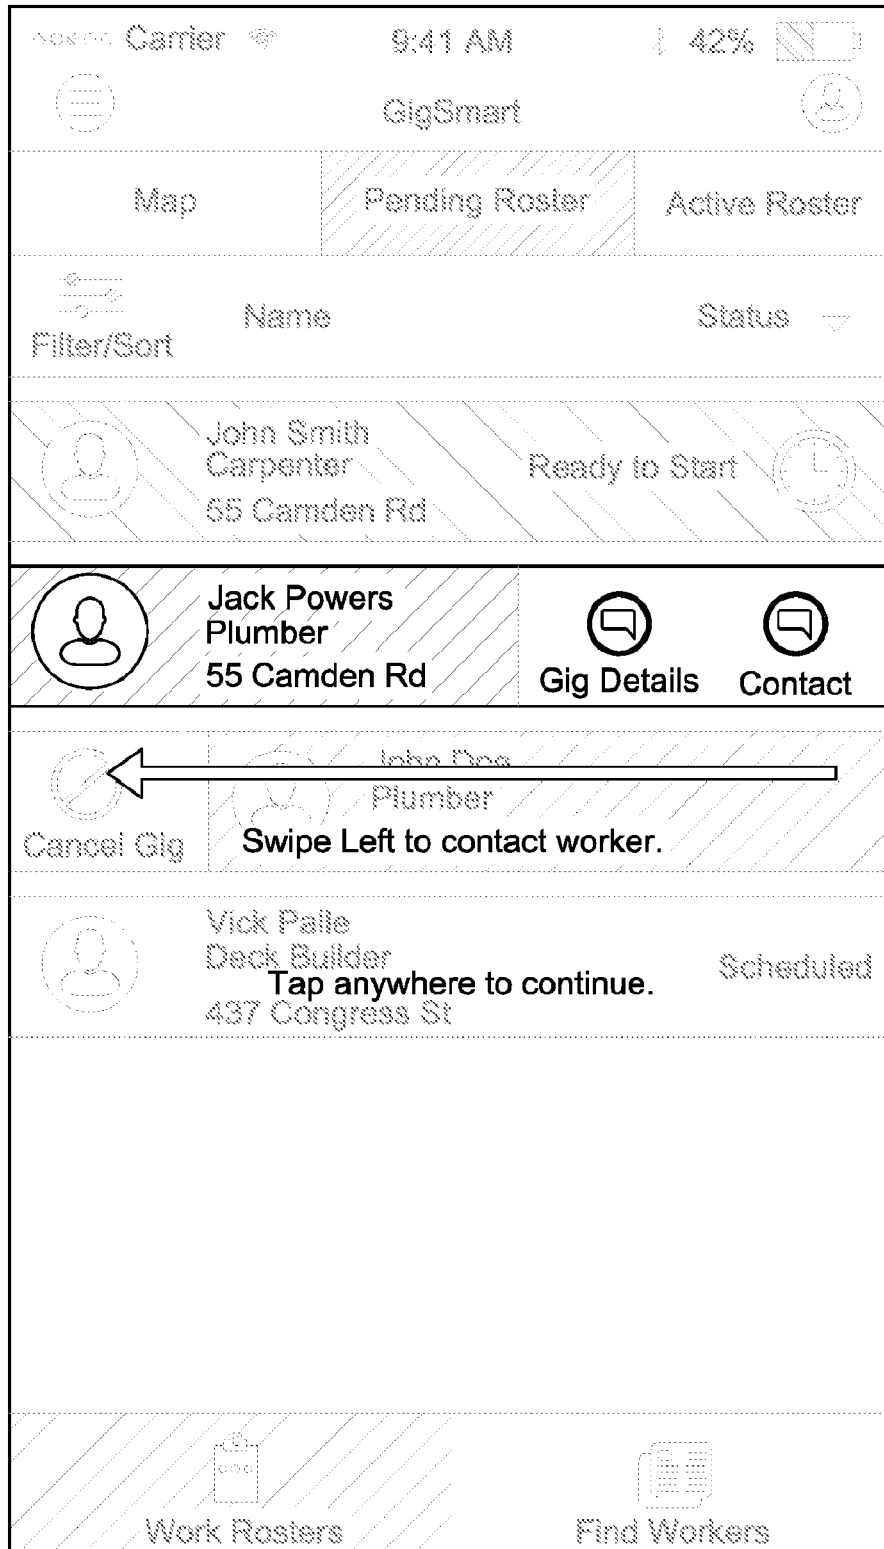 Carrier 9:41 AM 42%
GigSmart
Map Pending Roster Active Roster
Filter/Sort Name Status
John Smith
Carpenter Ready to Start
55 Camden Rd
Jack Powers
Plumber
55 Camden Rd Gig Details Contact
John Doe
Plumber
Cancel Gig Swipe Left to contact worker.
Vick Palle
Deck Builder Scheduled
Tap anywhere to continue.
437 Congress St
Work Rosters Find Workers